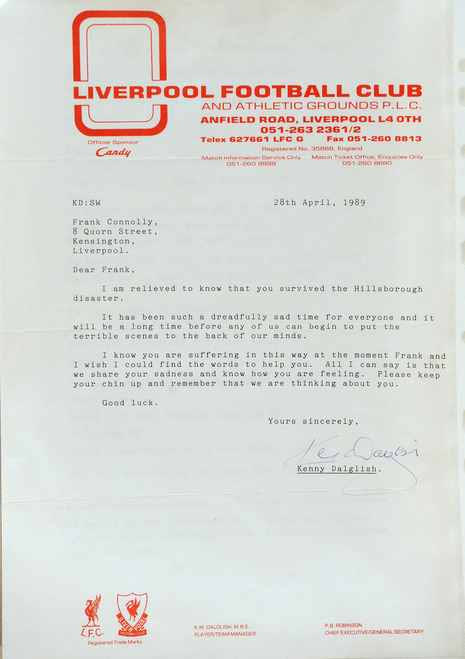 LIVERPOOL FOOTBALL CLUB
AND ATHLETIC GROUNDS P.L.C.
ANFIELD ROAD, LIVERPOOL L4 0TH
051-263 2361/2
Telex 627661 LFC G Fax 051-260 8813
Official Sponsor
Candy
Registered No. 35668, England
Match Information Service Only Match Ticket Office, Enquiries Only
051-260 9999 051-260 8680
KD:SW 28th April, 1989
Frank Connolly,
8 Quorn Street,
Kensington,
Liverpool.
Dear Frank,
I am relieved to know that you survived the Hillsborough
disaster.
It has been such a dreadfully sad time for everyone and it
will be a long time before any of us can begin to put the
terrible scenes to the back of our minds.
I know you are suffering in this way at the moment Frank and
I wish I could find the words to help you. All I can say is that
we share your sadness and know how you are feeling. Please keep
your chin up and remember that we are thinking about you.
Good luck.
Yours sincerely,
Kenny Dalglish.
L.F.C.
Registered Trade Marks
K.M. DALGLISH, M.B.E.
PLAYER/TEAM MANAGER
P.B. ROBINSON
CHIEF EXECUTIVE/GENERAL SECRETARY